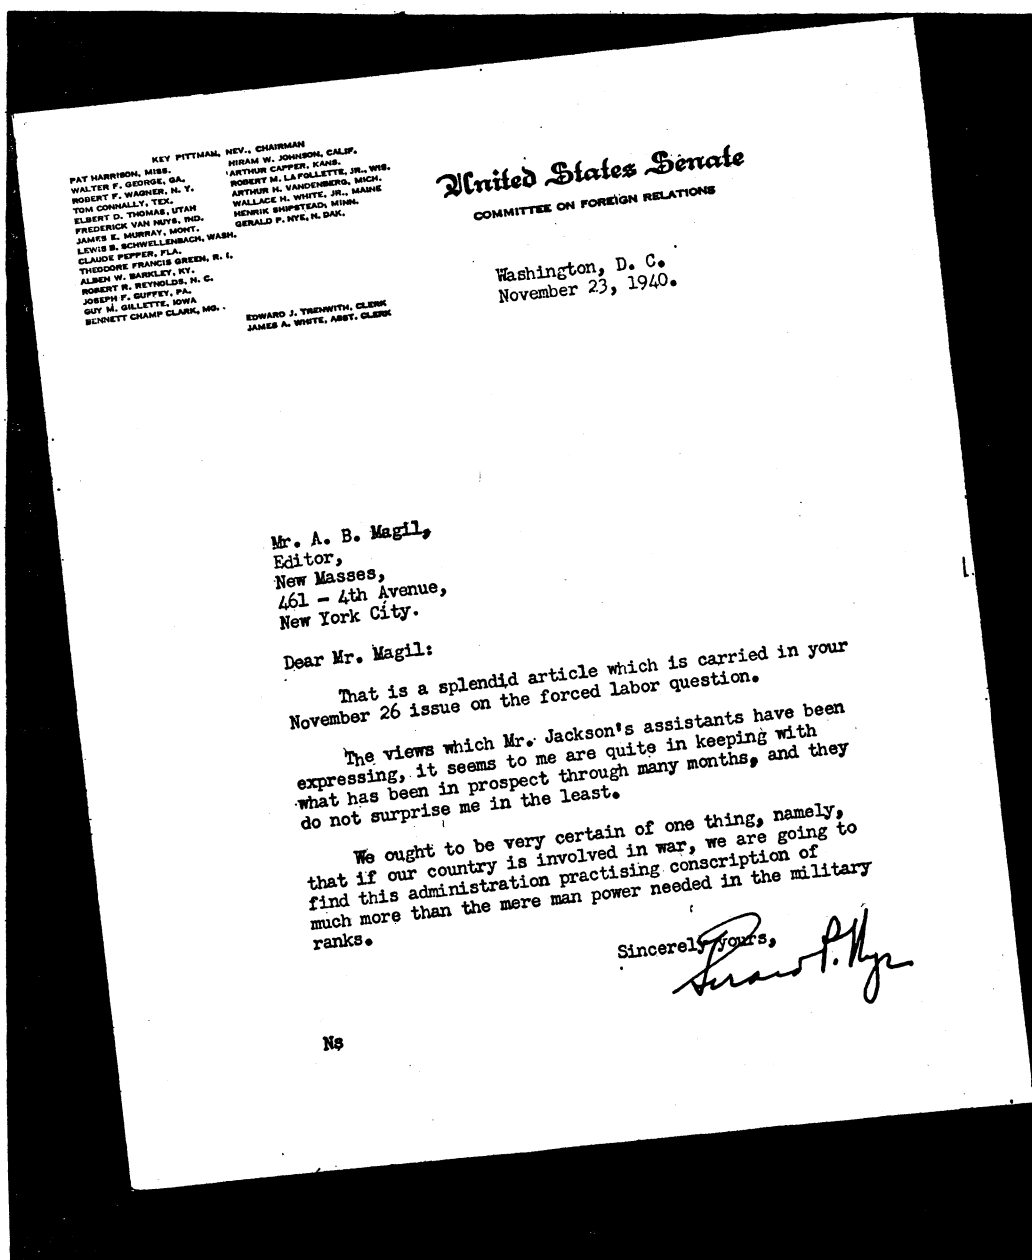 KEY PITTMAN, NEV., CHAIRMAN
PAT HARRISON, MISS.
WALTER F. GEORGE, GA.
ROBERT F. WAGNER, N. Y.
TOM CONNALLY, TEX.
ELBERT D. THOMAS, UTAH
FREDERICK VAN NUYS, IND.
JAMES E. MURRAY, MONT.
LEWIS B. SCHWELLENBACH, WASH.
CLAUDE PEPPER, FLA.
THEODORE FRANCIS GREEN, R. I.
ALBEN W. BARKLEY, KY.
ROBERT R. REYNOLDS, N. C.
JOSEPH F. GUFFEY, PA.
GUY M. GILLETTE, IOWA
BENNETT CHAMP CLARK, MO.
HIRAM W. JOHNSON, CALIF.
ARTHUR CAPPER, KANS.
ROBERT M. LA FOLLETTE, JR., WIS.
ARTHUR H. VANDENBERG, MICH.
WALLACE H. WHITE, JR., MAINE
HENRIK SHIPSTEAD, MINN.
GERALD P. NYE, N. DAK.
EDWARD J. TRENWITH, CLERK
JAMES A. WHITE, ASST. CLERK
United States Senate
COMMITTEE ON FOREIGN RELATIONS
Washington, D. C.
November 23, 1940.
Mr. A. B. Magil,
Editor,
New Masses,
461 - 4th Avenue,
New York City.
Dear Mr. Magil:
That is a splendid article which is carried in your
November 26 issue on the forced labor question.
The views which Mr. Jackson's assistants have been
expressing, it seems to me are quite in keeping with
what has been in prospect through many months, and they
do not surprise me in the least.
We ought to be very certain of one thing, namely,
that if our country is involved in war, we are going to
find this administration practising conscription of
much more than the mere man power needed in the military
ranks.
Sincerely yours,
Gerald P. Nye
Ns